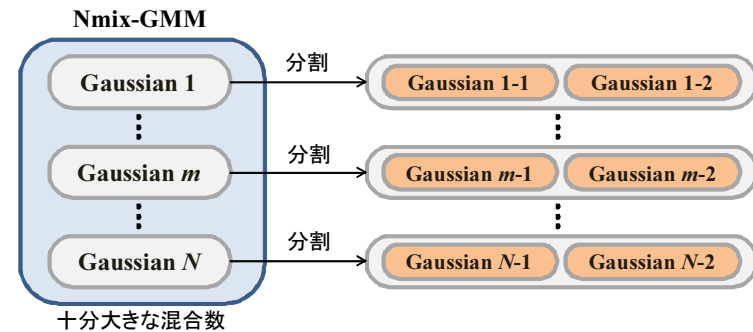 Nmix-GMM
Gaussian 1
分割
Gaussian 1-1
Gaussian 1-2
Gaussian m
分割
Gaussian m-1
Gaussian m-2
Gaussian N
分割
Gaussian N-1
Gaussian N-2
十分大きな混合数